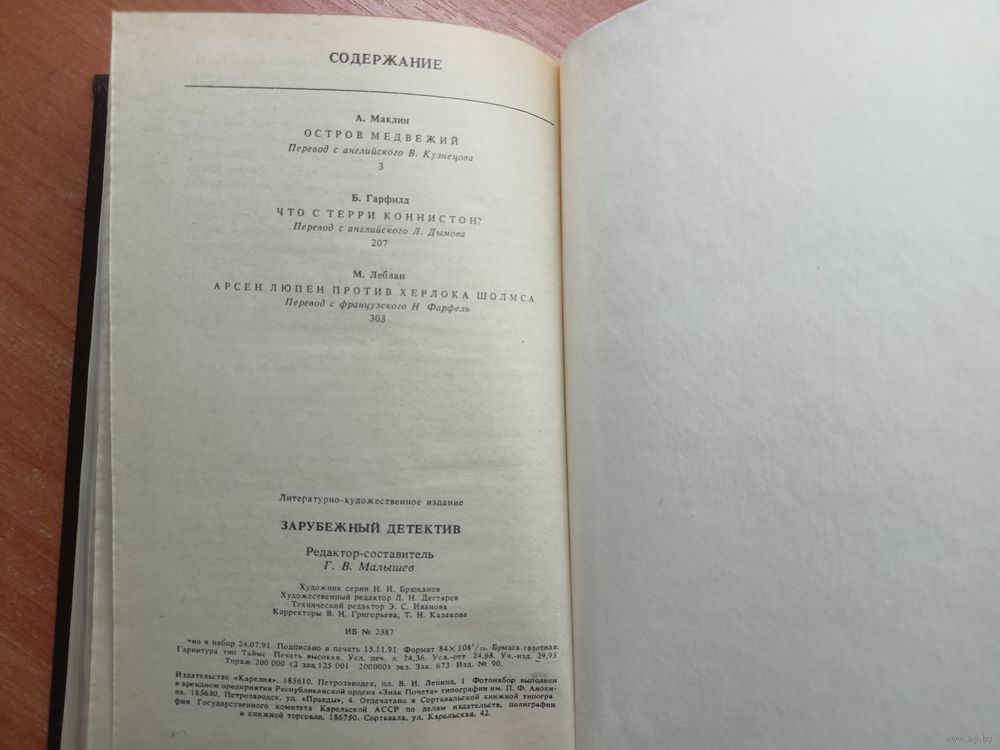 СОДЕРЖАНИЕ
А. Маклин
ОСТРОВ МЕДВЕЖИЙ
Перевод с английского В. Кузнецова
3
Б. Гарфилд
ЧТО С ТЕРРИ КОННИСТОН?
Перевод с английского Л. Дымова
207
М. Леблан
АРСЕН ЛЮПЕН ПРОТИВ ХЕРЛОКА ШОЛМСА
Перевод с французского Н Фарфель
303
Литературно-художественное издание
ЗАРУБЕЖНЫЙ ДЕТЕКТИВ
Редактор-составитель
Г. В. Малышев
Художник серии Н. И. Брюханов
Художественный редактор Л. Н. Дегтярев
Технический редактор Э. С. Иванова
Корректоры В. Н. Григорьева, Т. Н. Казакова
ИБ № 2387
но в набор 24.07.91. Подписано в печать 15.11.91 Формат 84×108 Бумага газетная.
Гарнитура тип Таймс Печать высокая. Усл. печ. л. 24,36. Усл.-отт 24,68. Уч.-изд. 29,95
Тираж 200 000 (2 зад 125 001 200000) экз. Зак. 673 Изд. № 90.
Издательство «Карелия». 185610. Петрозаводск, пл. В. И. Ленина, 1 Фотонабор выполнен
в арендном предприятии Республиканской ордена «Знак Почета» типографии им. П. Ф. Анохи-
на. 185630, Петрозаводск, ул. «Правды», 4. Отпечатано в Сортавальской книжной типогра
фии Государственного комитета Карельской АССР по делам издательств, полиграфии
и книжной торговли. 186750. Сортавала, ул. Карельская, 42.
www.ay.by